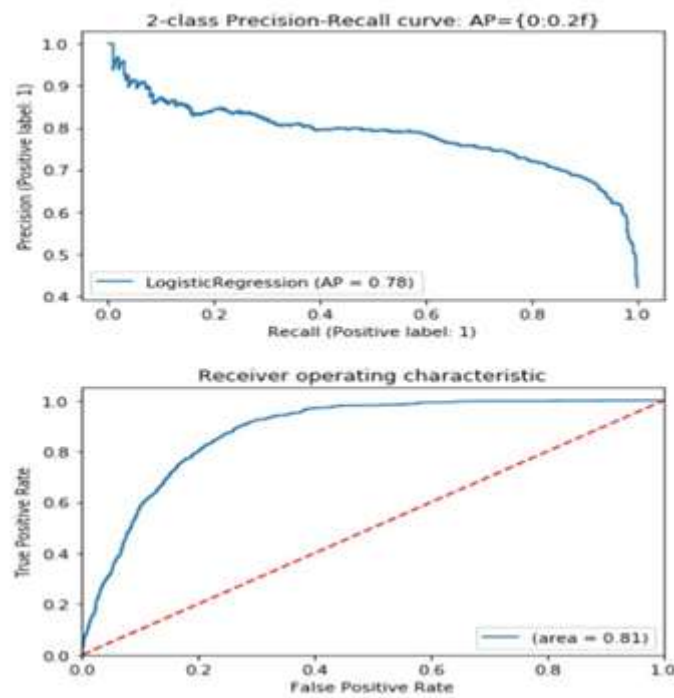 2-class Precision-Recall curve: AP={0:0.2f}
1.0
0.9
0.8
0.7
0.6
0.5
0.4
Precision (Positive label: 1)
LogisticRegression (AP = 0.78)
0.0 0.2 0.4 0.6 0.8 1.0
Recall (Positive label: 1)
Receiver operating characteristic
1.0
0.8
0.6
0.4
0.2
0.0
True Positive Rate
(area = 0.81)
0.0 0.2 0.4 0.6 0.8 1.0
False Positive Rate